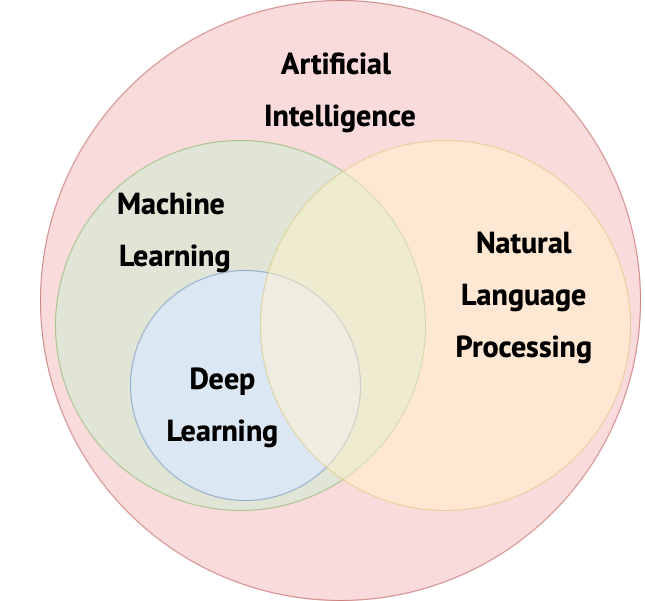 Artificial
Intelligence
Machine
Learning
Natural
Language
Processing
Deep
Learning